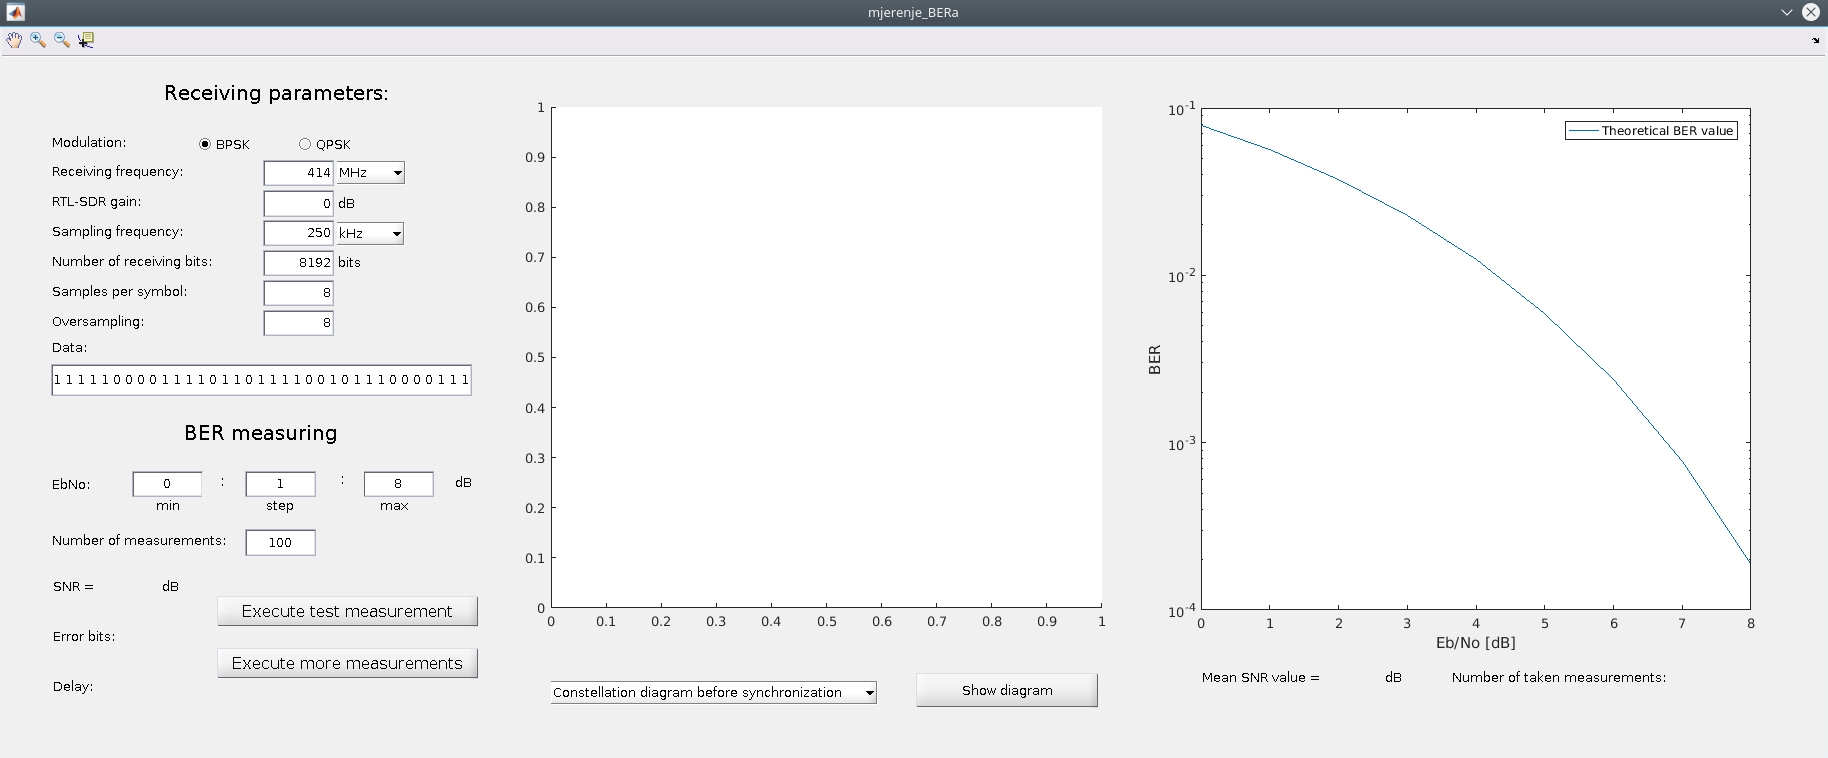 mjerenje_BERa
Receiving parameters:
Modulation: BPSK QPSK
Receiving frequency: 414 MHz
RTL-SDR gain: 0 dB
Sampling frequency: 250 kHz
Number of receiving bits: 8192 bits
Samples per symbol: 8
Oversampling: 8
Data:
1 1 1 1 1 0 0 0 0 1 1 1 1 0 1 1 0 1 1 1 1 0 0 1 0 1 1 1 0 0 0 0 1 1 1
BER measuring
EbNo: 0 : 1 : 8 dB
min step max
Number of measurements: 100
SNR = dB
Execute test measurement
Error bits:
Execute more measurements
Delay:
1
0.9
0.8
0.7
0.6
0.5
0.4
0.3
0.2
0.1
0
0 0.1 0.2 0.3 0.4 0.5 0.6 0.7 0.8 0.9 1
Constellation diagram before synchronization
Show diagram
10-1
10-2
10-3
10-4
BER
Theoretical BER value
0 1 2 3 4 5 6 7 8
Eb/No [dB]
Mean SNR value = dB Number of taken measurements: